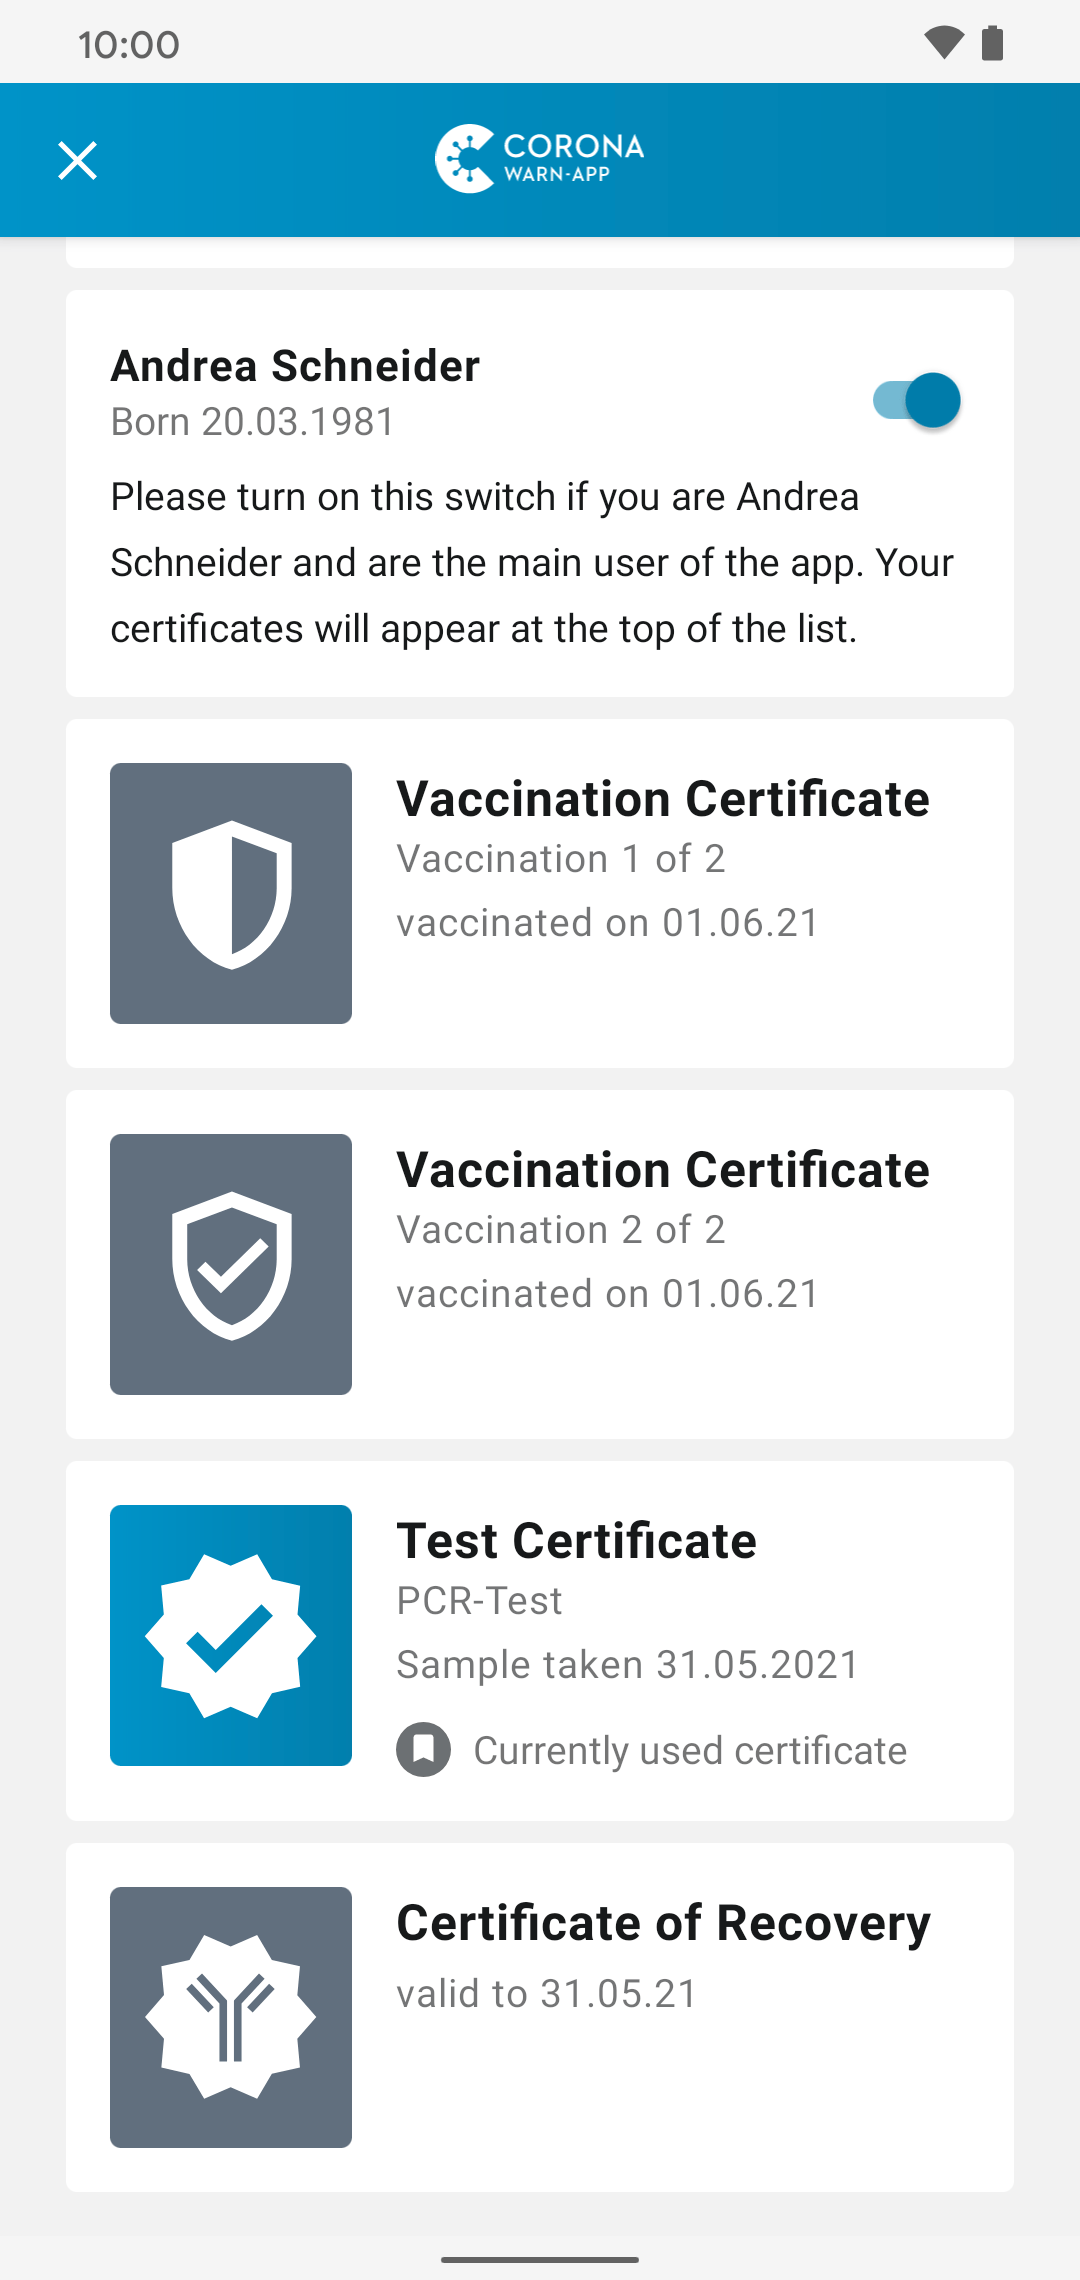 10:00
CORONA
WARN-APP
Andrea Schneider
Born 20.03.1981
Please turn on this switch if you are Andrea
Schneider and are the main user of the app. Your
certificates will appear at the top of the list.
Vaccination Certificate
Vaccination 1 of 2
vaccinated on 01.06.21
Vaccination Certificate
Vaccination 2 of 2
vaccinated on 01.06.21
Test Certificate
PCR-Test
Sample taken 31.05.2021
Currently used certificate
Certificate of Recovery
valid to 31.05.21